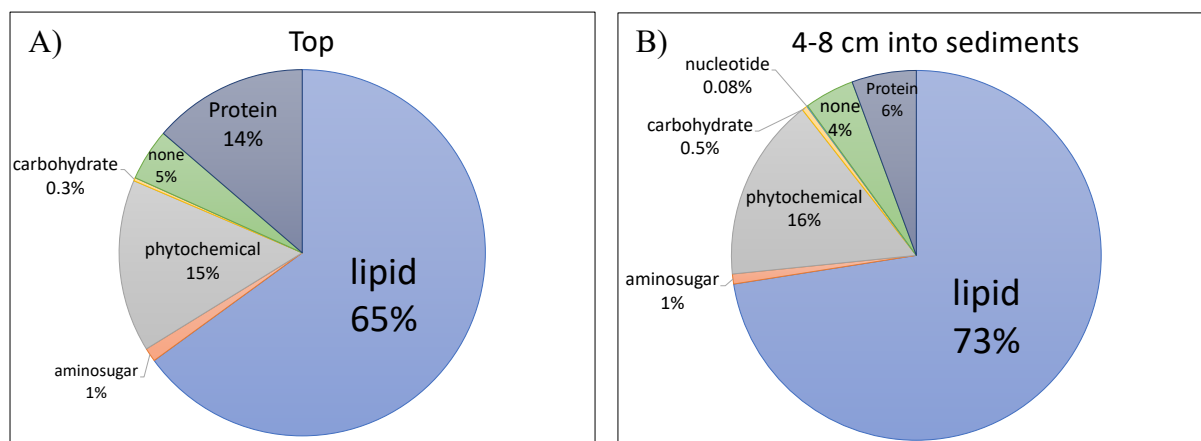 A)
Top
Protein
14%
carbohydrate
0.3%
none
5%
phytochemical
15%
lipid
65%
aminosugar
1%
B)
4-8 cm into sediments
nucleotide
0.08%
Protein
6%
none
4%
carbohydrate
0.5%
phytochemical
16%
aminosugar
1%
lipid
73%